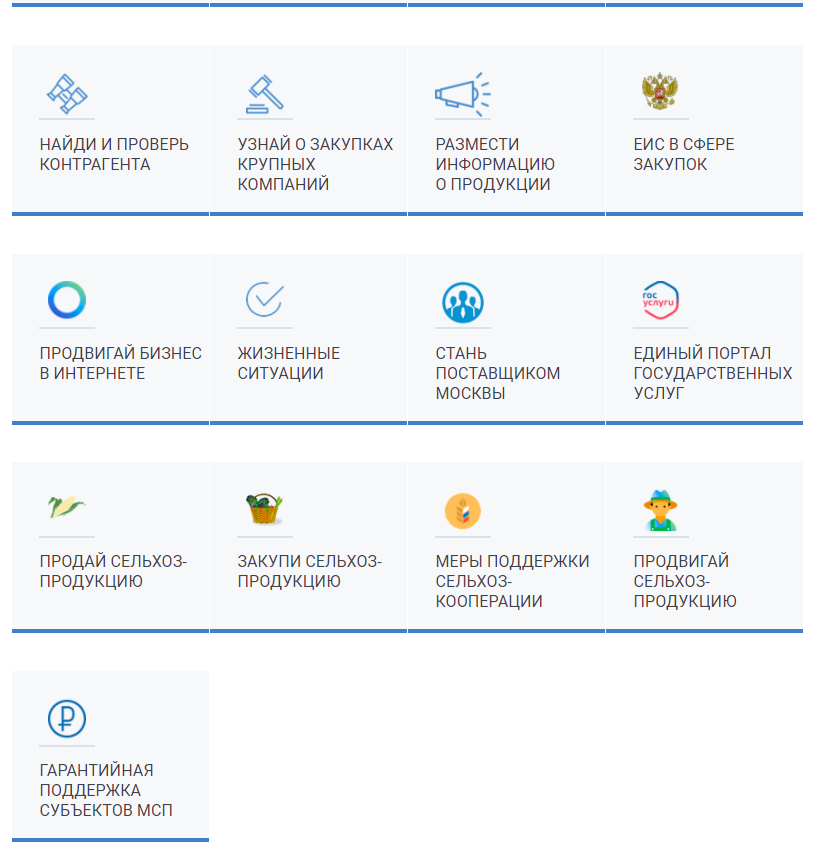 НАЙДИ И ПРОВЕРЬ
КОНТРАГЕНТА
УЗНАЙ О ЗАКУПКАХ
КРУПНЫХ
КОМПАНИЙ
РАЗМЕСТИ
ИНФОРМАЦИЮ
О ПРОДУКЦИИ
ЕИС В СФЕРЕ
ЗАКУПОК
ПРОДВИГАЙ БИЗНЕС
В ИНТЕРНЕТЕ
ЖИЗНЕННЫЕ
СИТУАЦИИ
СТАНЬ
ПОСТАВЩИКОМ
МОСКВЫ
гос
услуги
ЕДИНЫЙ ПОРТАЛ
ГОСУДАРСТВЕННЫХ
УСЛУГ
ПРОДАЙ СЕЛЬХОЗ-
ПРОДУКЦИЮ
ЗАКУПИ СЕЛЬХОЗ-
ПРОДУКЦИЮ
МЕРЫ ПОДДЕРЖКИ
СЕЛЬХОЗ-
КООПЕРАЦИИ
ПРОДВИГАЙ
СЕЛЬХОЗ-
ПРОДУКЦИЮ
ГАРАНТИЙНАЯ
ПОДДЕРЖКА
СУБЪЕКТОВ МСП